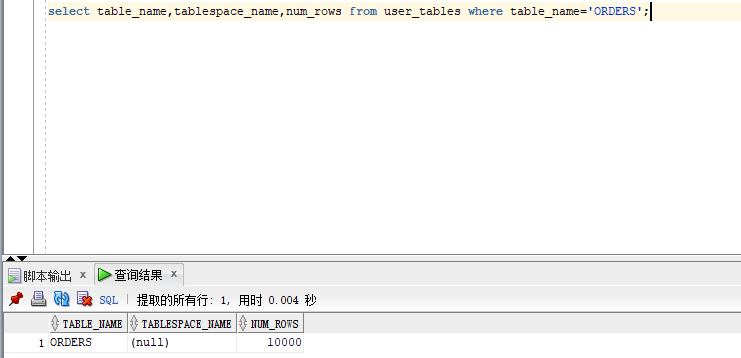 select table_name,tablespace_name,num_rows from user_tables where table_name='ORDERS';
脚本输出 x 查询结果 x
SQL | 提取的所有行: 1, 用时 0.004 秒
TABLE_NAME TABLESPACE_NAME NUM_ROWS
1 ORDERS (null) 10000